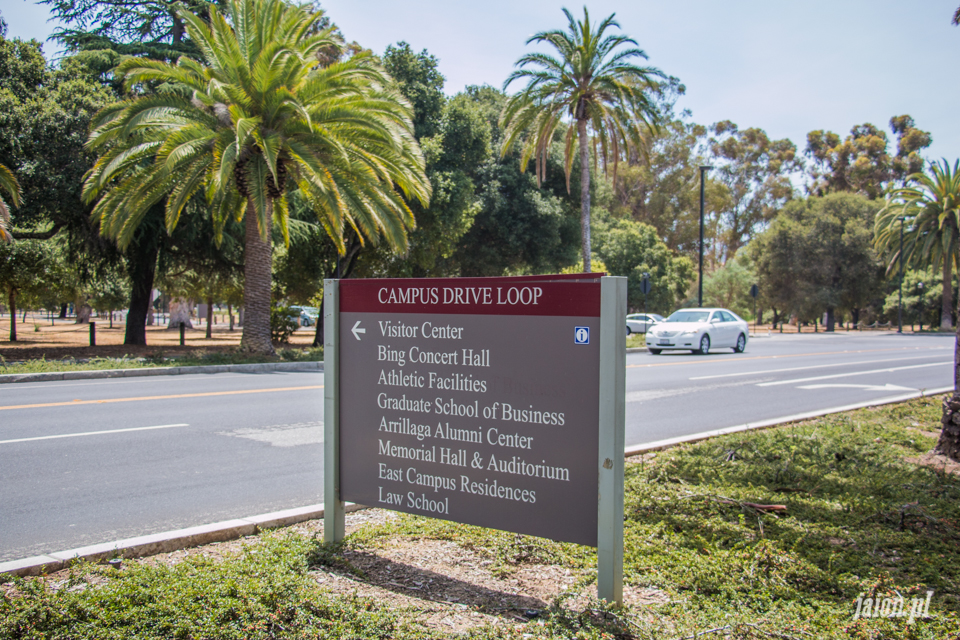 CAMPUS DRIVE LOOP
Visitor Center
Bing Concert Hall
Athletic Facilities
Graduate School of Business
Arrillaga Alumni Center
Memorial Hall & Auditorium
East Campus Residences
Law School
i
jaion.pl